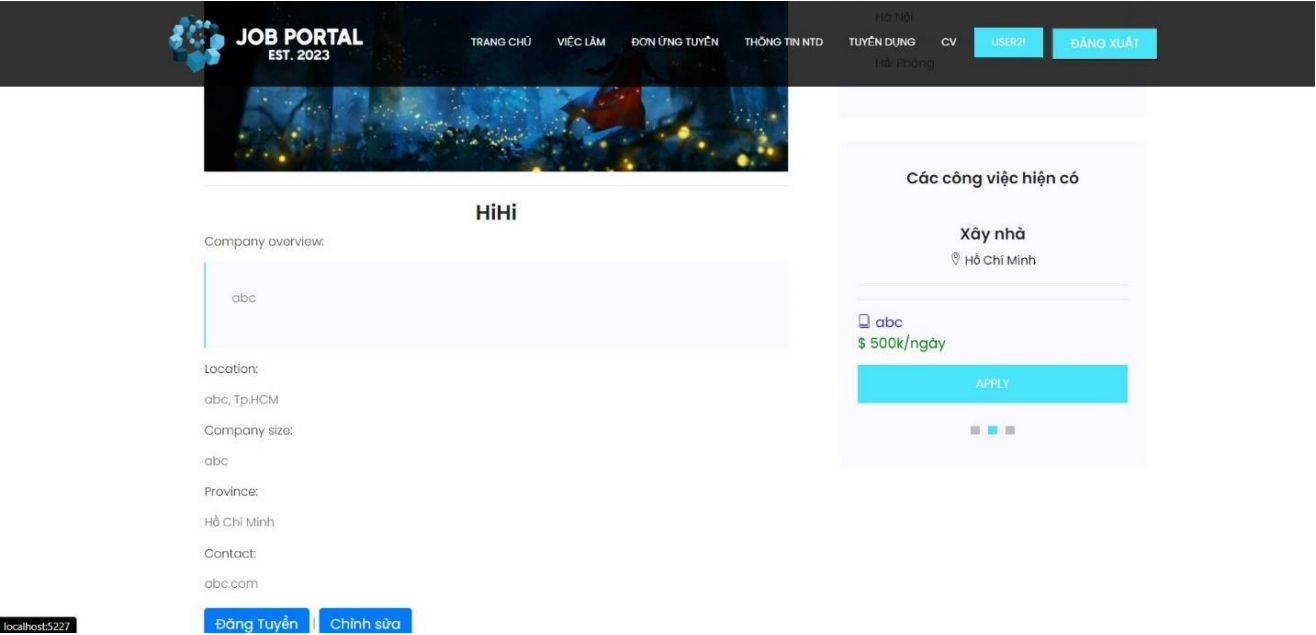 JOB PORTAL
EST. 2023
TRANG CHỦ VIỆC LÀM ĐƠN ỨNG TUYỂN THÔNG TIN NTD TUYỂN DỤNG CV USER2! ĐĂNG XUẤT
Hà Nội
Hải Phòng
HiHi
Company overview:
abc
Location:
abc, Tp.HCM
Company size:
abc
Province:
Hồ Chí Minh
Contact:
abc.com
Đăng Tuyển | Chỉnh sửa
Các công việc hiện có
Xây nhà
Hồ Chí Minh
abc
$ 500k/ngày
APPLY
localhost:5227